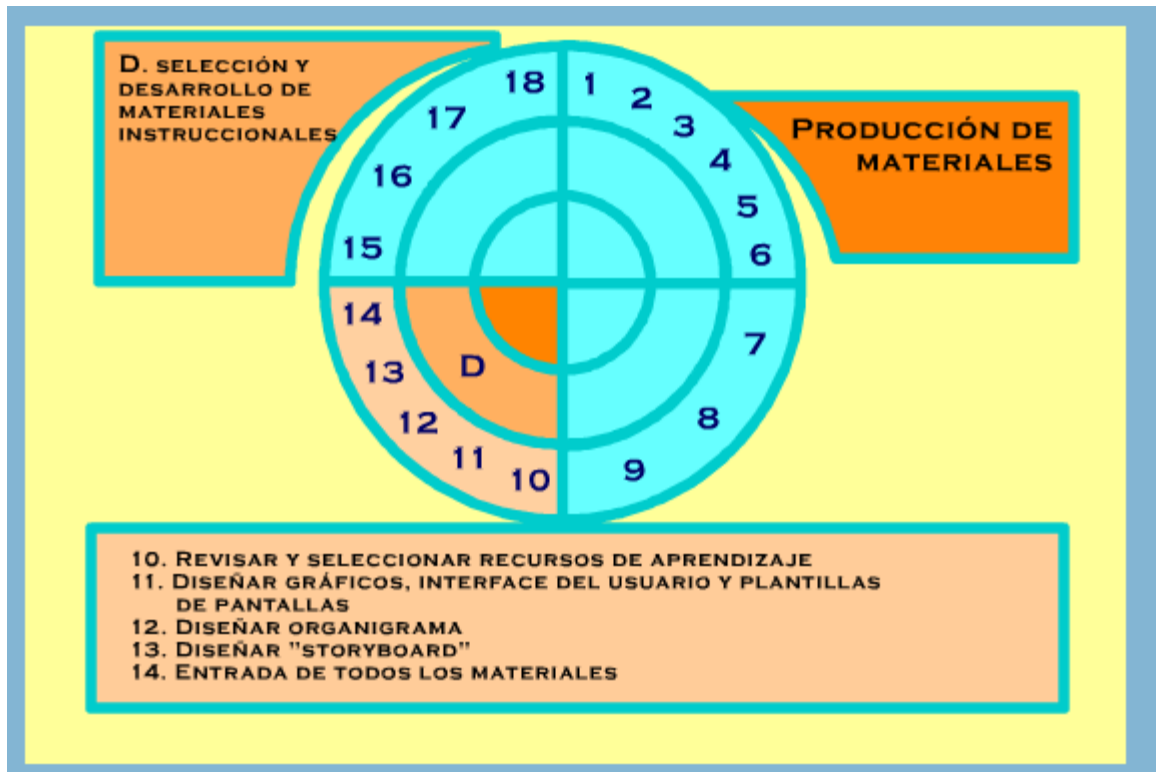 D. SELECCIÓN Y
DESARROLLO DE
MATERIALES
INSTRUCCIONALES
PRODUCCIÓN DE
MATERIALES
18
1
2
3
4
5
6
7
8
9
10
11
12
13
14
15
16
17
D
10. REVISAR Y SELECCIONAR RECURSOS DE APRENDIZAJE
11. DISEÑAR GRÁFICOS, INTERFACE DEL USUARIO Y PLANTILLAS
DE PANTALLAS
12. DISEÑAR ORGANIGRAMA
13. DISEÑAR "STORYBOARD"
14. ENTRADA DE TODOS LOS MATERIALES